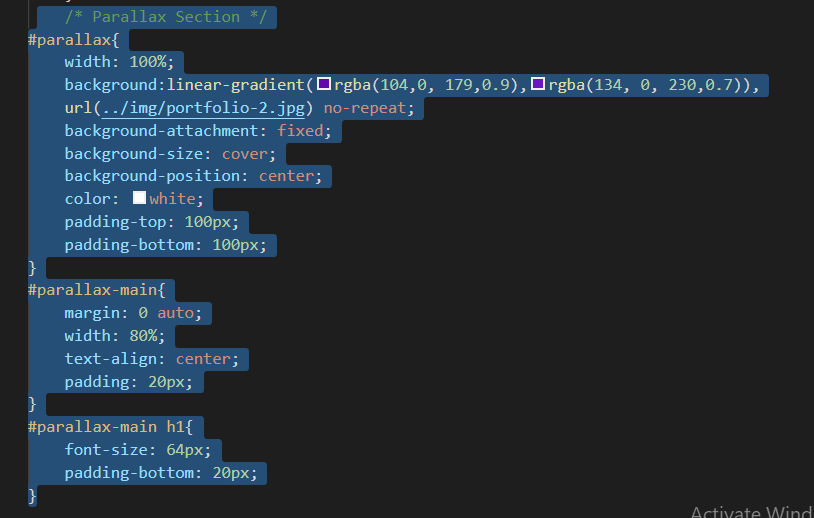 /* Parallax Section */
#parallax{
width: 100%;
background:linear-gradient(rgba(104,0, 179,0.9),rgba(134, 0, 230,0.7)),
url(../img/portfolio-2.jpg) no-repeat;
background-attachment: fixed;
background-size: cover;
background-position: center;
color: white;
padding-top: 100px;
padding-bottom: 100px;
}
#parallax-main{
margin: 0 auto;
width: 80%;
text-align: center;
padding: 20px;
}
#parallax-main h1{
font-size: 64px;
padding-bottom: 20px;
}
Activate Wind